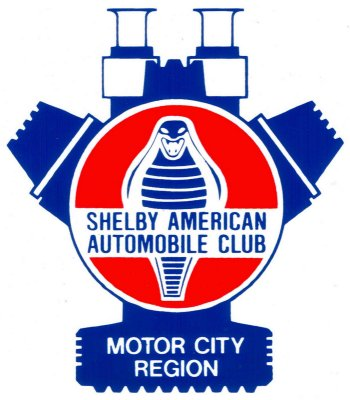 SHELBY AMERICAN
AUTOMOBILE CLUB
MOTOR CITY
REGION